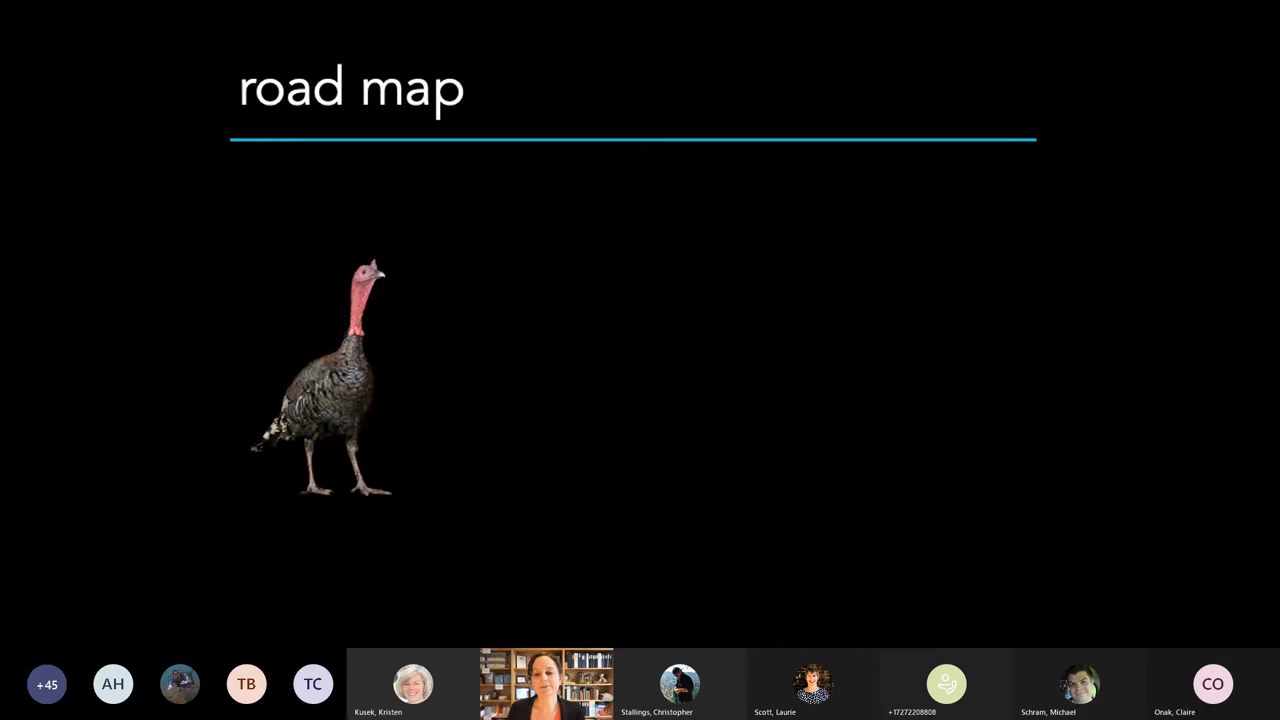 road map
+45
AH
TB
TC
CO
Kusek, Kristen
Stallings, Christopher
Scott, Laurie
+17272208808
Schram, Michael
Onak, Claire